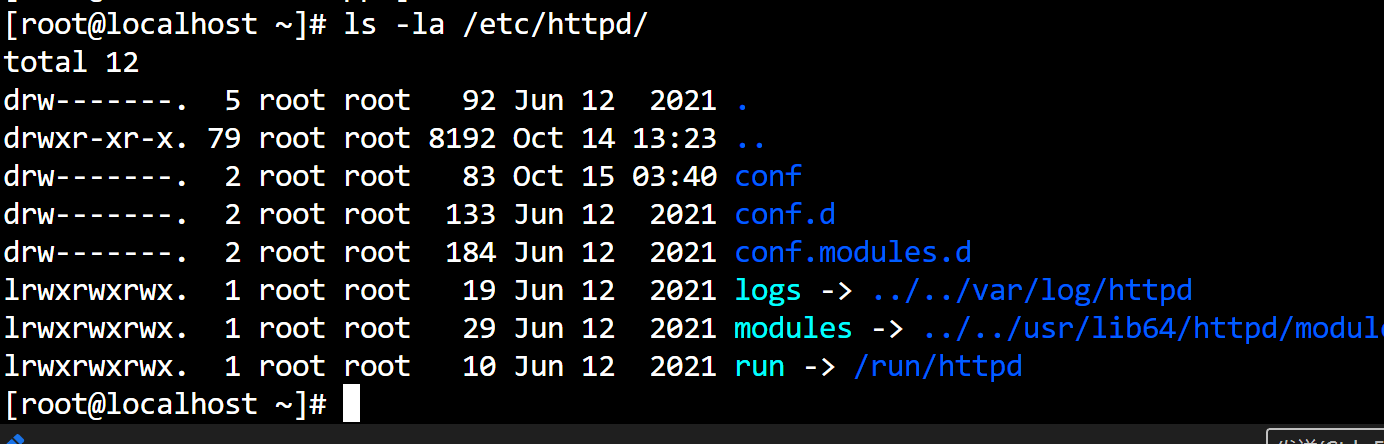 [root@localhost ~]# ls -la /etc/httpd/
total 12
drw-------.  5 root root   92 Jun 12  2021 .
drwxr-xr-x. 79 root root 8192 Oct 14 13:23 ..
drw-------.  2 root root   83 Oct 15 03:40 conf
drw-------.  2 root root  133 Jun 12  2021 conf.d
drw-------.  2 root root  184 Jun 12  2021 conf.modules.d
lrwxrwxrwx.  1 root root   19 Jun 12  2021 logs -> ../../var/log/httpd
lrwxrwxrwx.  1 root root   29 Jun 12  2021 modules -> ../../usr/lib64/httpd/modul
lrwxrwxrwx.  1 root root   10 Jun 12  2021 run -> /run/httpd
[root@localhost ~]#